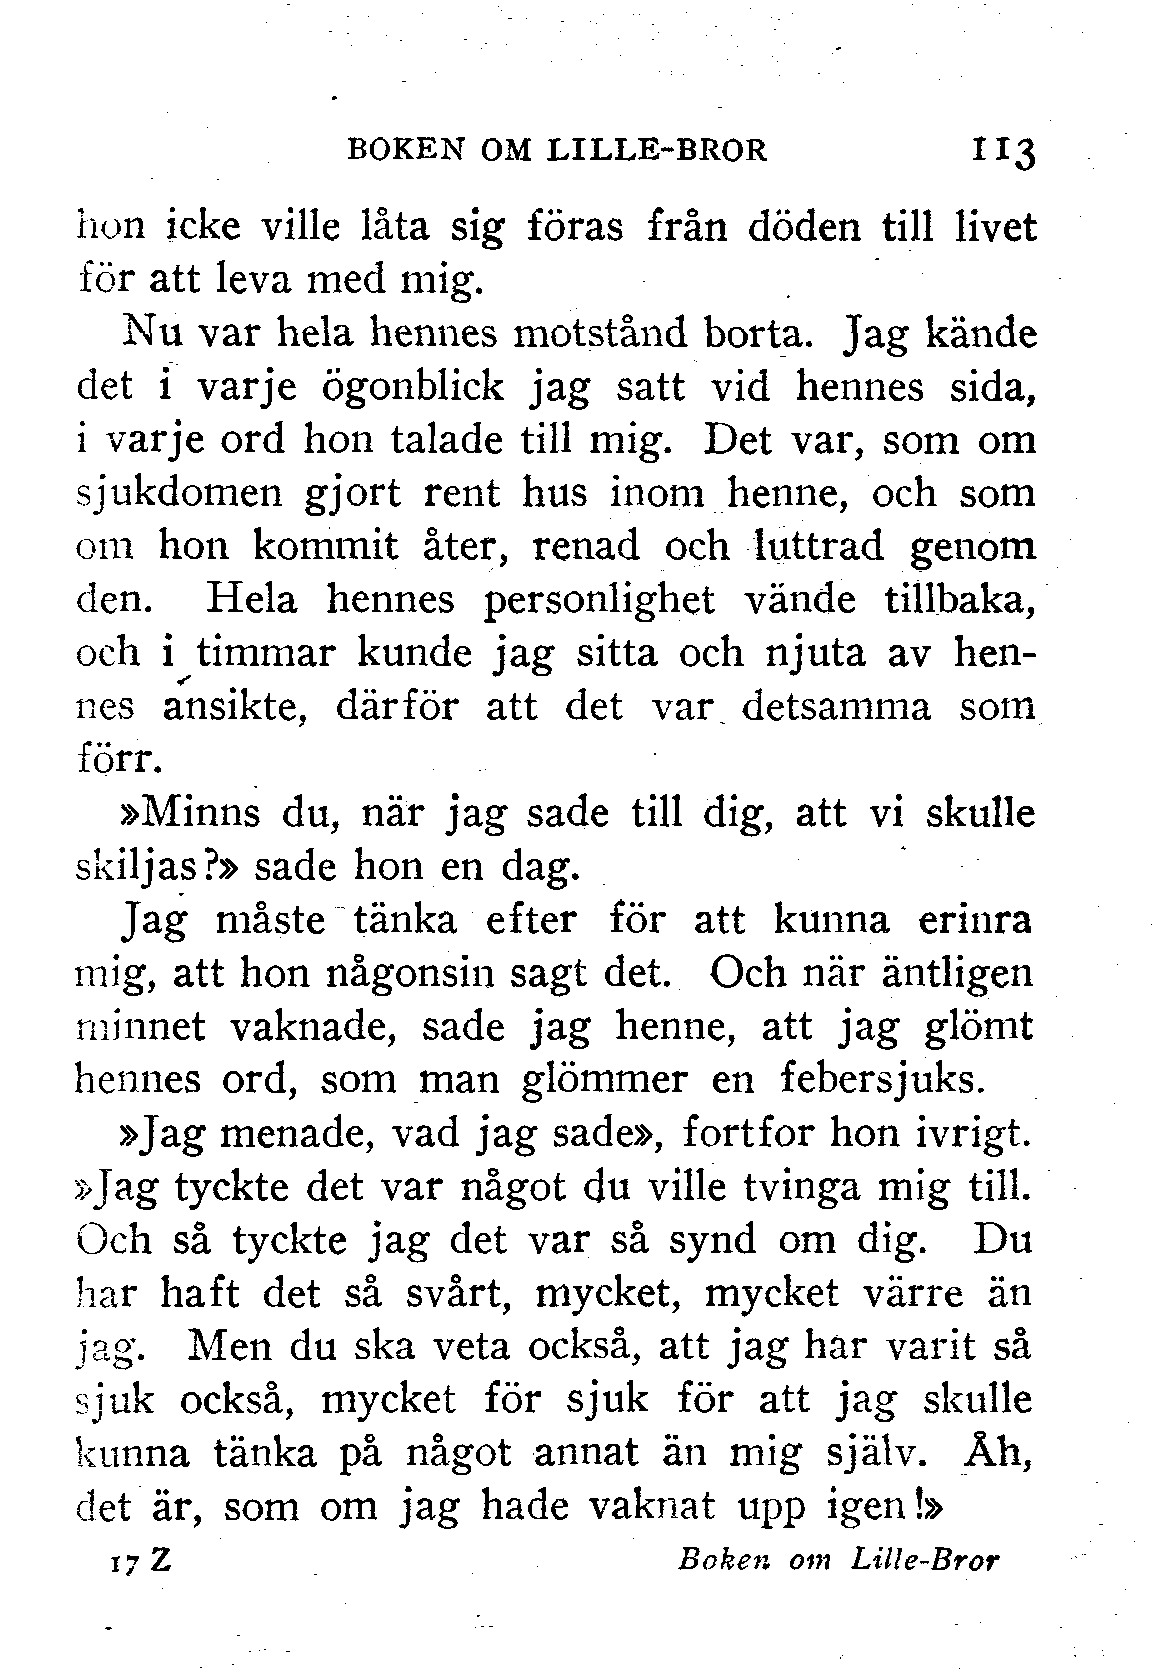 BOKEN OM LILLE-BROR 113
hon icke ville låta sig föras från döden till livet
för att leva med mig.
Nu var hela hennes motstånd borta. Jag kände
det i varje ögonblick jag satt vid hennes sida,
i varje ord hon talade till mig. Det var, som om
sjukdomen gjort rent hus inom henne, och som
om hon kommit åter, renad och luttrad genom
den. Hela hennes personlighet vände tillbaka,
och i timmar kunde jag sitta och njuta av hen-
nes ansikte, därför att det var detsamma som
förr.
»Minns du, när jag sade till dig, att vi skulle
skiljas?» sade hon en dag.
Jag måste tänka efter för att kunna erinra
mig, att hon någonsin sagt det. Och när äntligen
minnet vaknade, sade jag henne, att jag glömt
hennes ord, som man glömmer en febersjuks.
»Jag menade, vad jag sade», fortfor hon ivrigt.
»Jag tyckte det var något du ville tvinga mig till.
Och så tyckte jag det var så synd om dig. Du
har haft det så svårt, mycket, mycket värre än
jag. Men du ska veta också, att jag har varit så
sjuk också, mycket för sjuk för att jag skulle
kunna tänka på något annat än mig själv. Åh,
det är, som om jag hade vaknat upp igen!»
17 Z Boken om Lille-Bror